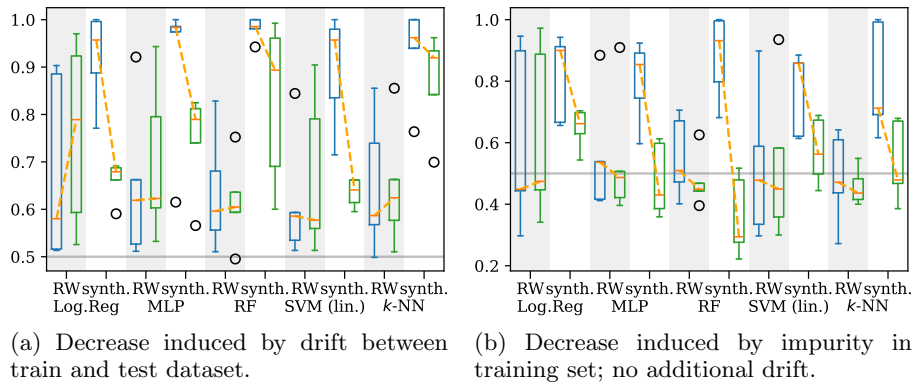 1.0
0.9
0.8
0.7
0.6
0.5
RW synth. RW synth. RW synth. RW synth. RW synth.
Log.Reg MLP RF SVM (lin.) k-NN
(a) Decrease induced by drift between
train and test dataset.
1.0
0.8
0.6
0.4
0.2
RW synth. RW synth. RW synth. RW synth. RW synth.
Log.Reg MLP RF SVM (lin.) k-NN
(b) Decrease induced by impurity in
training set; no additional drift.